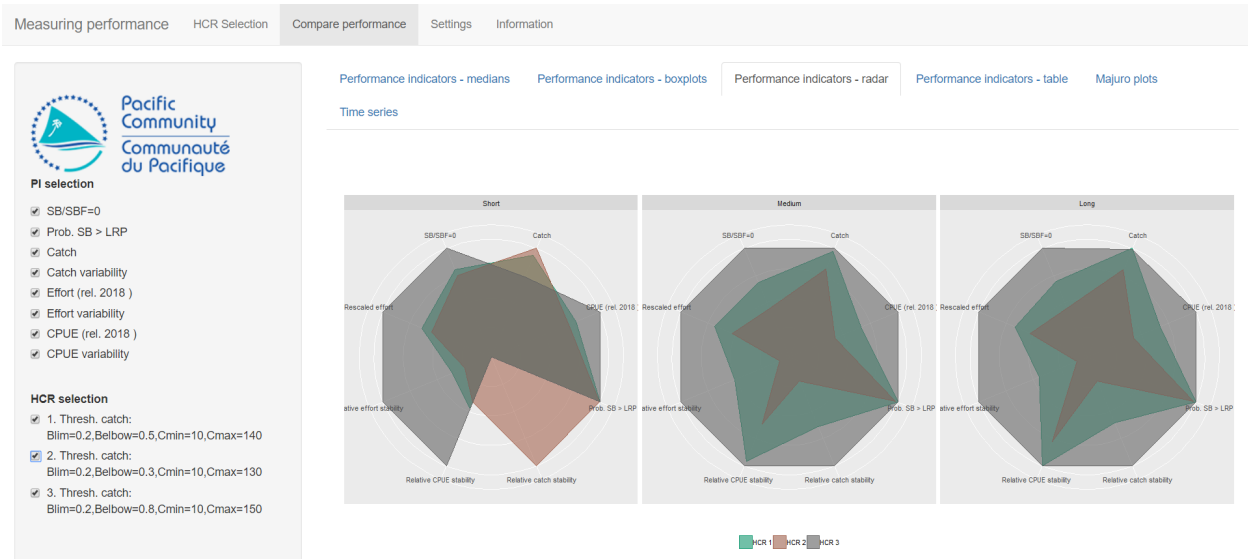 Measuring performance
HCR Selection
Compare performance
Settings
Information
Pacific
Community
Communauté
du Pacifique
PI selection
SB/SBF=0
Prob. SB > LRP
Catch
Catch variability
Effort (rel. 2018 )
Effort variability
CPUE (rel. 2018 )
CPUE variability
HCR selection
1. Thresh. catch:
Blim=0.2,Belbow=0.5,Cmin=10,Cmax=140
2. Thresh. catch:
Blim=0.2,Belbow=0.3,Cmin=10,Cmax=130
3. Thresh. catch:
Blim=0.2,Belbow=0.8,Cmin=10,Cmax=150
Performance indicators - medians
Performance indicators - boxplots
Performance indicators - radar
Performance indicators - table
Majuro plots
Time series
Short
SB/SBF=0
Catch
Rescaled effort
CPUE (rel. 2018
ative effort stability
Prob. SB > LRP
Relative CPUE stability
Relative catch stability
Medium
SB/SBF=0
Catch
Rescaled effort
CPUE (rel. 2018 )
ative effort stability
Prob. SB > LRP
Relative CPUE stability
Relative catch stability
Long
SB/SBF=0
Catch
Rescaled effort
CPUE (rel. 2018
ative effort stability
Prob. SB > LRP
Relative CPUE stability
Relative catch stability
HCR 1
HCR 2
HCR 3